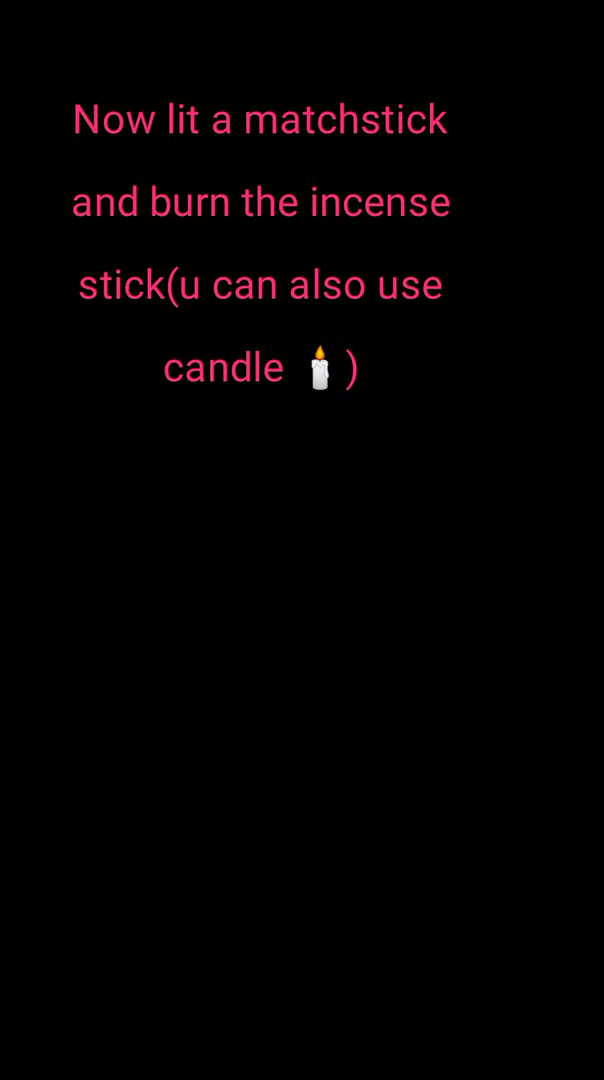 Now lit a matchstick
and burn the incense
stick(u can also use
candle 🕯️)